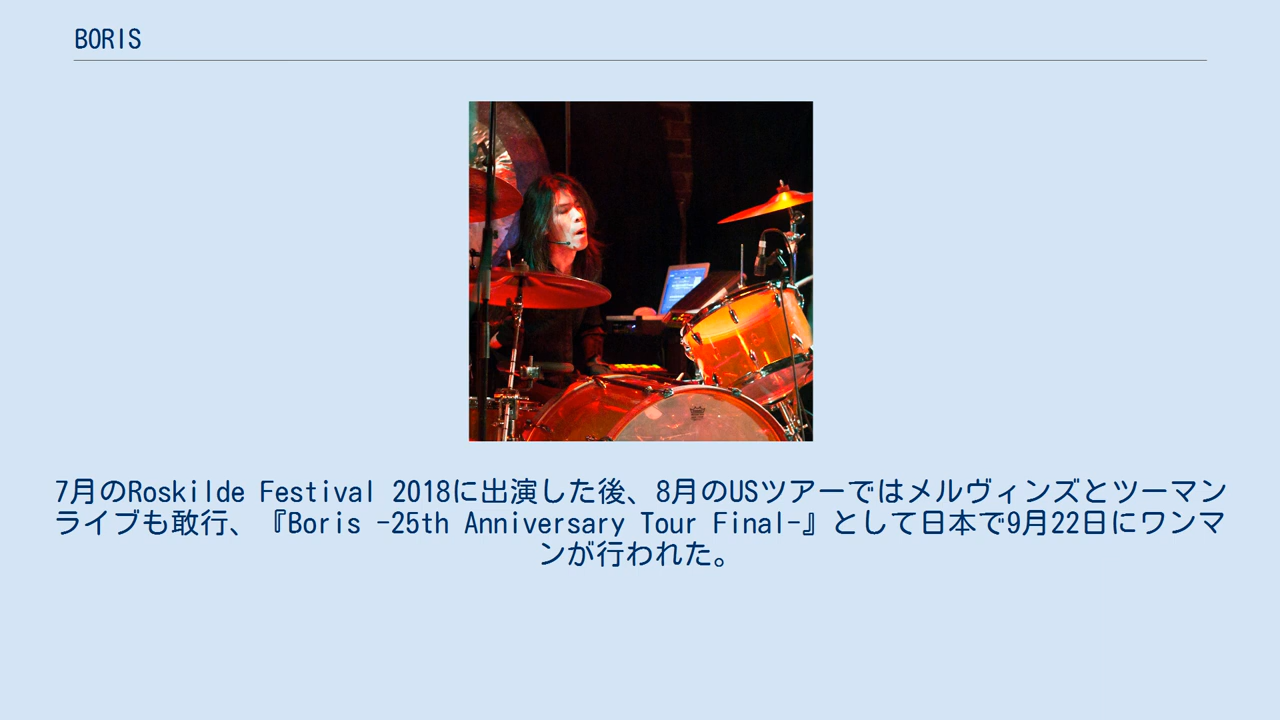 BORIS
7月のRoskilde Festival 2018に出演した後、8月のUSツアーではメルヴィンズとツーマン
ライブも敢行、『Boris -25th Anniversary Tour Final-』として日本で9月22日にワンマ
ンが行われた。